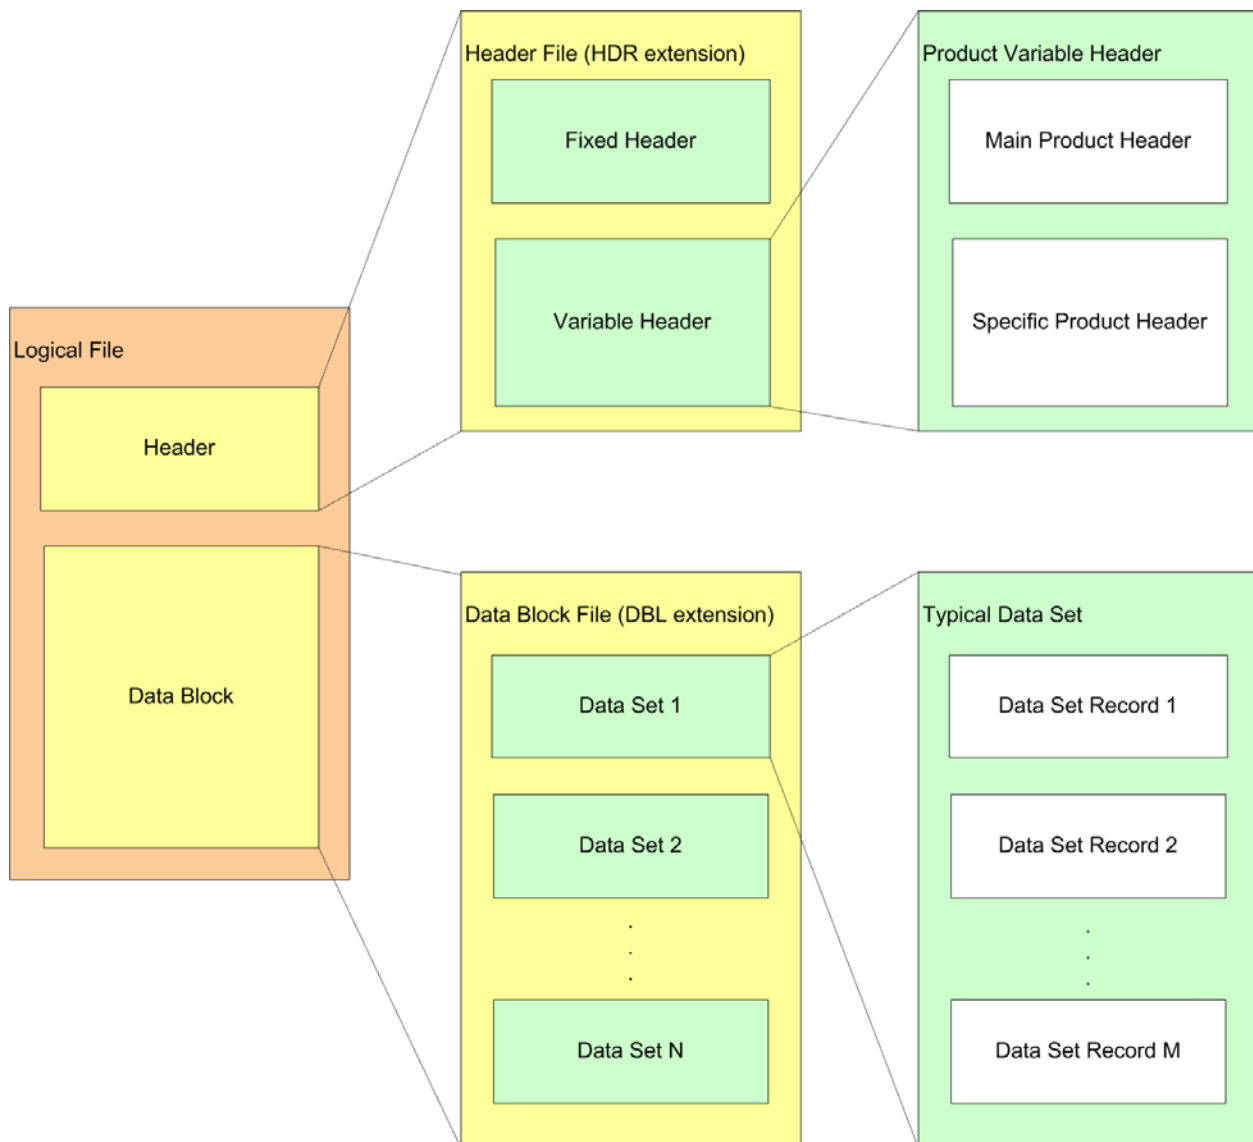 Logical File
Header
Data Block
Header File (HDR extension)
Fixed Header
Variable Header
Product Variable Header
Main Product Header
Specific Product Header
Data Block File (DBL extension)
Data Set 1
Data Set 2
.
.
.
Data Set N
Typical Data Set
Data Set Record 1
Data Set Record 2
.
.
.
Data Set Record M